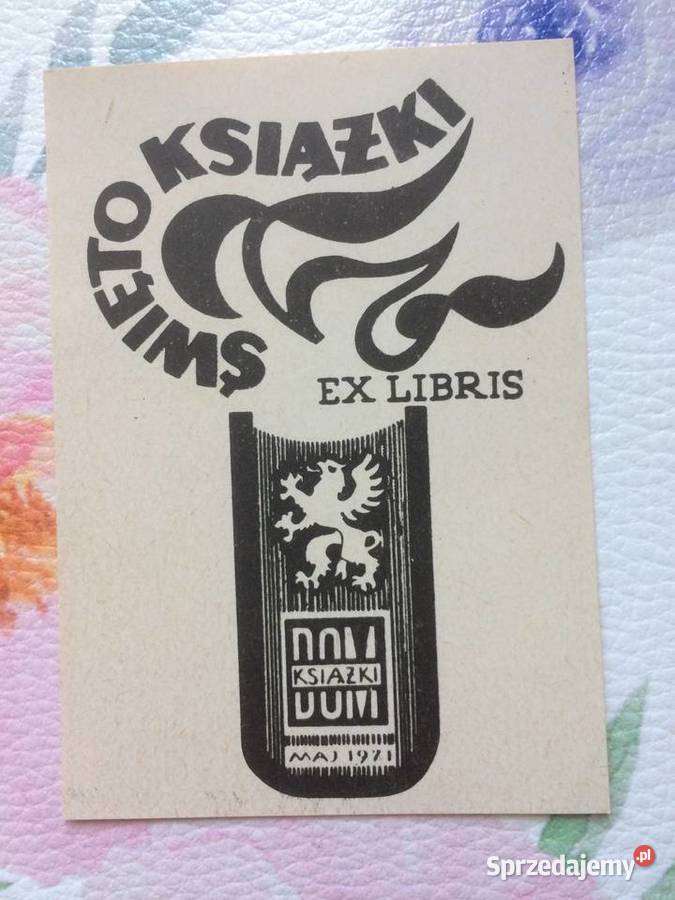 ŚWIĘTO KSIĄŻKI
EX LIBRIS
DOM
KSIĄŻKI
DOM
MAJ 1971
Sprzedajemy.pl